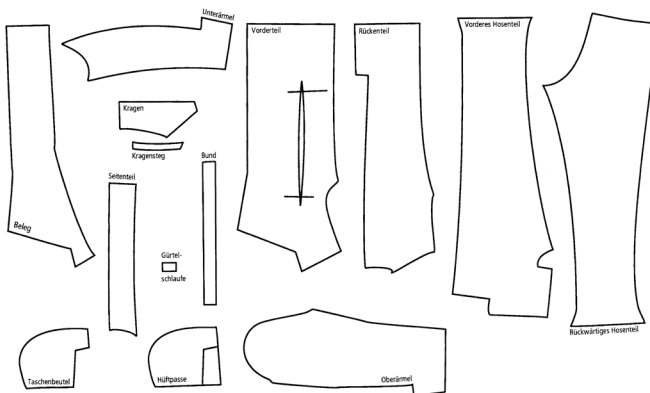 Unterärmel
Vorderteil
Rückenteil
Vorderes Hosenteil
Kragen
Kragensteg
Bund
Seitenteil
Beleg
Gürtel-
schlaufe
Rückwärtiges Hosenteil
Taschenbeutel
Hüftpasse
Oberärmel